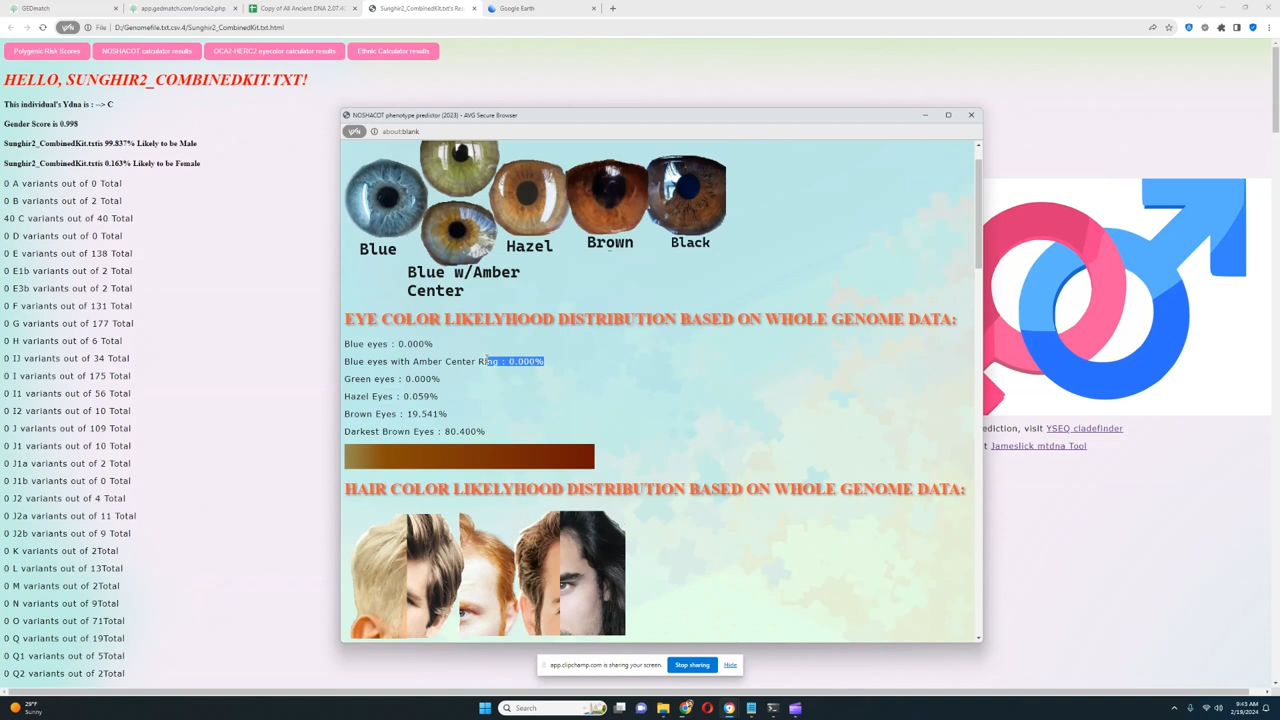 GEDmatch
app.gedmatch.com/oracle2.php
Copy of All Ancient DNA 2.07.4
Sunghir2_CombinedKit.txt's Re
Google Earth
VPN
File
D:/Genomefile.txt.csv.4/Sunghir2_CombinedKit.txt.html
Polygenic Risk Scores
NOSHACOT calculator results
OCA2-HERC2 eyecolor calculator results
Ethnic Calculator results
HELLO, SUNGHIR2_COMBINEDKIT.TXT!
This individual's Ydna is : --> C
Gender Score is 0.998
Sunghir2_CombinedKit.txtis 99.837% Likely to be Male
Sunghir2_CombinedKit.txtis 0.163% Likely to be Female
0 A variants out of 0 Total
0 B variants out of 2 Total
40 C variants out of 40 Total
0 D variants out of 0 Total
0 E variants out of 138 Total
0 E1b variants out of 2 Total
0 E3b variants out of 2 Total
0 F variants out of 131 Total
0 G variants out of 177 Total
0 H variants out of 6 Total
0 IJ variants out of 34 Total
0 I variants out of 175 Total
0 I1 variants out of 56 Total
0 I2 variants out of 10 Total
0 J variants out of 109 Total
0 J1 variants out of 10 Total
0 J1a variants out of 2 Total
0 J1b variants out of 0 Total
0 J2 variants out of 4 Total
0 J2a variants out of 11 Total
0 J2b variants out of 9 Total
0 K variants out of 2Total
0 L variants out of 13Total
0 M variants out of 2Total
0 N variants out of 9Total
0 O variants out of 71Total
0 Q variants out of 19Total
0 Q1 variants out of 5Total
0 Q2 variants out of 2Total
NOSHACOT phenotype predictor (2023) - AVG Secure Browser
VPN
about:blank
Blue
Blue w/Amber
Center
Hazel
Brown
Black
EYE COLOR LIKELYHOOD DISTRIBUTION BASED ON WHOLE GENOME DATA:
Blue eyes : 0.000%
Blue eyes with Amber Center Ring : 0.000%
Green eyes : 0.000%
Hazel Eyes : 0.059%
Brown Eyes : 19.541%
Darkest Brown Eyes : 80.400%
HAIR COLOR LIKELYHOOD DISTRIBUTION BASED ON WHOLE GENOME DATA:
ediction, visit YSEQ cladefinder
t Jameslick mtdna Tool
app.clipchamp.com is sharing your screen.
Stop sharing
Hide
29°F
Sunny
Search
9:43 AM
2/19/2024